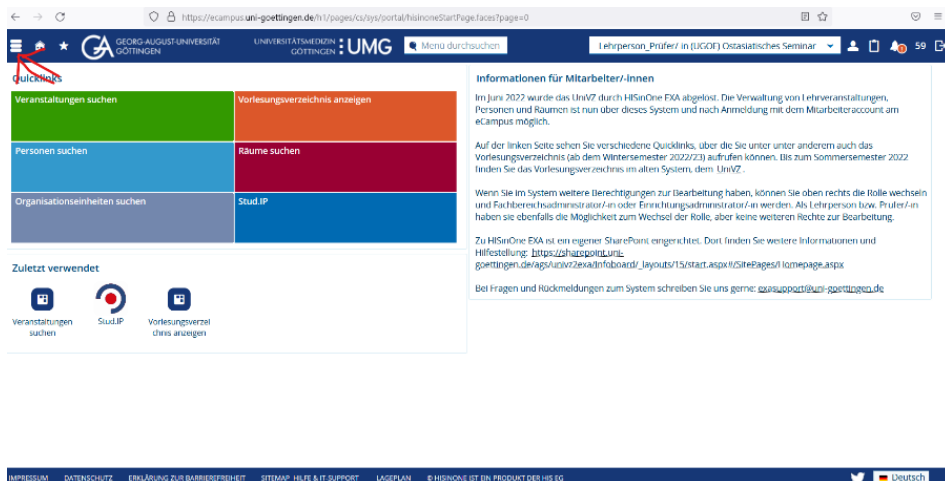 https://ecampus.uni-goettingen.de/h1/pages/cs/sys/portal/hisinoneStartPage.faces?page=0
GEORG-AUGUST-UNIVERSITÄT
GÖTTINGEN
UNIVERSITÄTSMEDIZIN
GÖTTINGEN
UMG
Menü durchsuchen
Lehrperson_Prüfer/ in (UGOE) Ostasiatisches Seminar
59
Quicklinks
Veranstaltungen suchen
Vorlesungsverzeichnis anzeigen
Personen suchen
Räume suchen
Organisationseinheiten suchen
Stud.IP
Zuletzt verwendet
Veranstaltungen
suchen
Stud.IP
Vorlesungsverzei
chnis anzeigen
Informationen für Mitarbeiter/-innen
Im Juni 2022 wurde das UniVZ durch HISinOne EXA abgelöst. Die Verwaltung von Lehrveranstaltungen,
Personen und Räumen ist nun über dieses System und nach Anmeldung mit dem Mitarbeiteraccount am
eCampus möglich.
Auf der linken Seite sehen Sie verschiedene Quicklinks, über die Sie unter unter anderem auch das
Vorlesungsverzeichnis (ab dem Wintersemester 2022/23) aufrufen können. Bis zum Sommersemester 2022
finden Sie das Vorlesungsverzeichnis im alten System, dem UniVZ .
Wenn Sie im System weitere Berechtigungen zur Bearbeitung haben, können Sie oben rechts die Rolle wechseln
und Fachbereichsadministrator/-in oder Einrichtungsadministrator/-in werden. Als Lehrperson bzw. Prüfer/-in
haben sie ebenfalls die Möglichkeit zum Wechsel der Rolle, aber keine weiteren Rechte zur Bearbeitung.
Zu HISinOne EXA ist ein eigener SharePoint eingerichtet. Dort finden Sie weitere Informationen und
Hilfestellung: https://sharepoint.uni-
goettingen.de/ags/univz2exa/Infoboard/_layouts/15/start.aspx#/SitePages/Homepage.aspx
Bei Fragen und Rückmeldungen zum System schreiben Sie uns gerne: exasupport@uni-goettingen.de
IMPRESSUM DATENSCHUTZ ERKLÄRUNG ZUR BARRIEREFREIHEIT SITEMAP HILFE & IT-SUPPORT LAGEPLAN © HISINONE IST EIN PRODUKT DER HIS EG
Deutsch